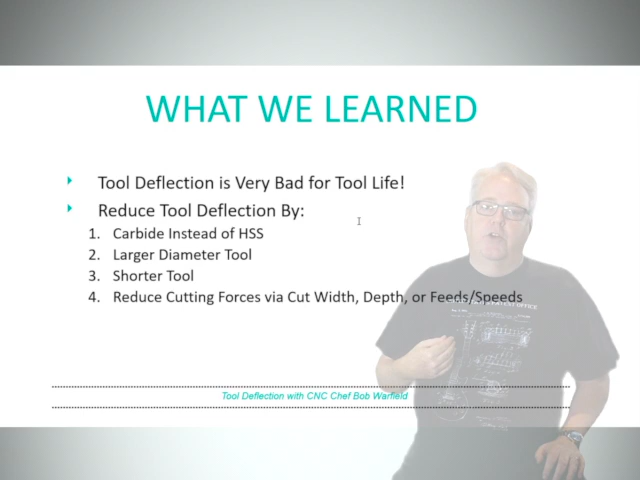 WHAT WE LEARNED
Tool Deflection is Very Bad for Tool Life!
Reduce Tool Deflection By:
1. Carbide Instead of HSS
2. Larger Diameter Tool
3. Shorter Tool
4. Reduce Cutting Forces via Cut Width, Depth, or Feeds/Speeds
Tool Deflection with CNC Chef Bob Warfield